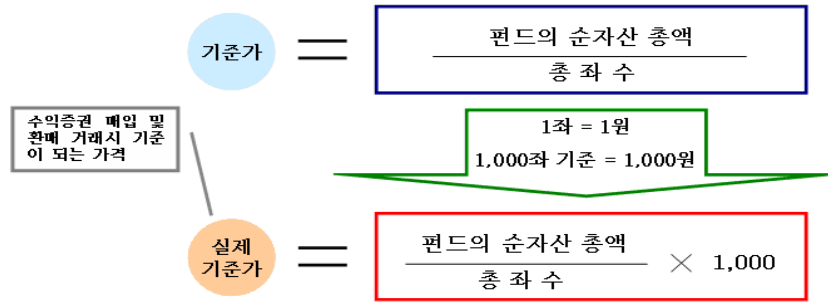 기준가
펀드의 순자산 총액
총 좌 수
수익증권 매입 및
환매 거래시 기준
이 되는 가격
1좌 = 1원
1,000좌 기준 = 1,000원
실제
기준가
펀드의 순자산 총액
총 좌 수
× 1,000